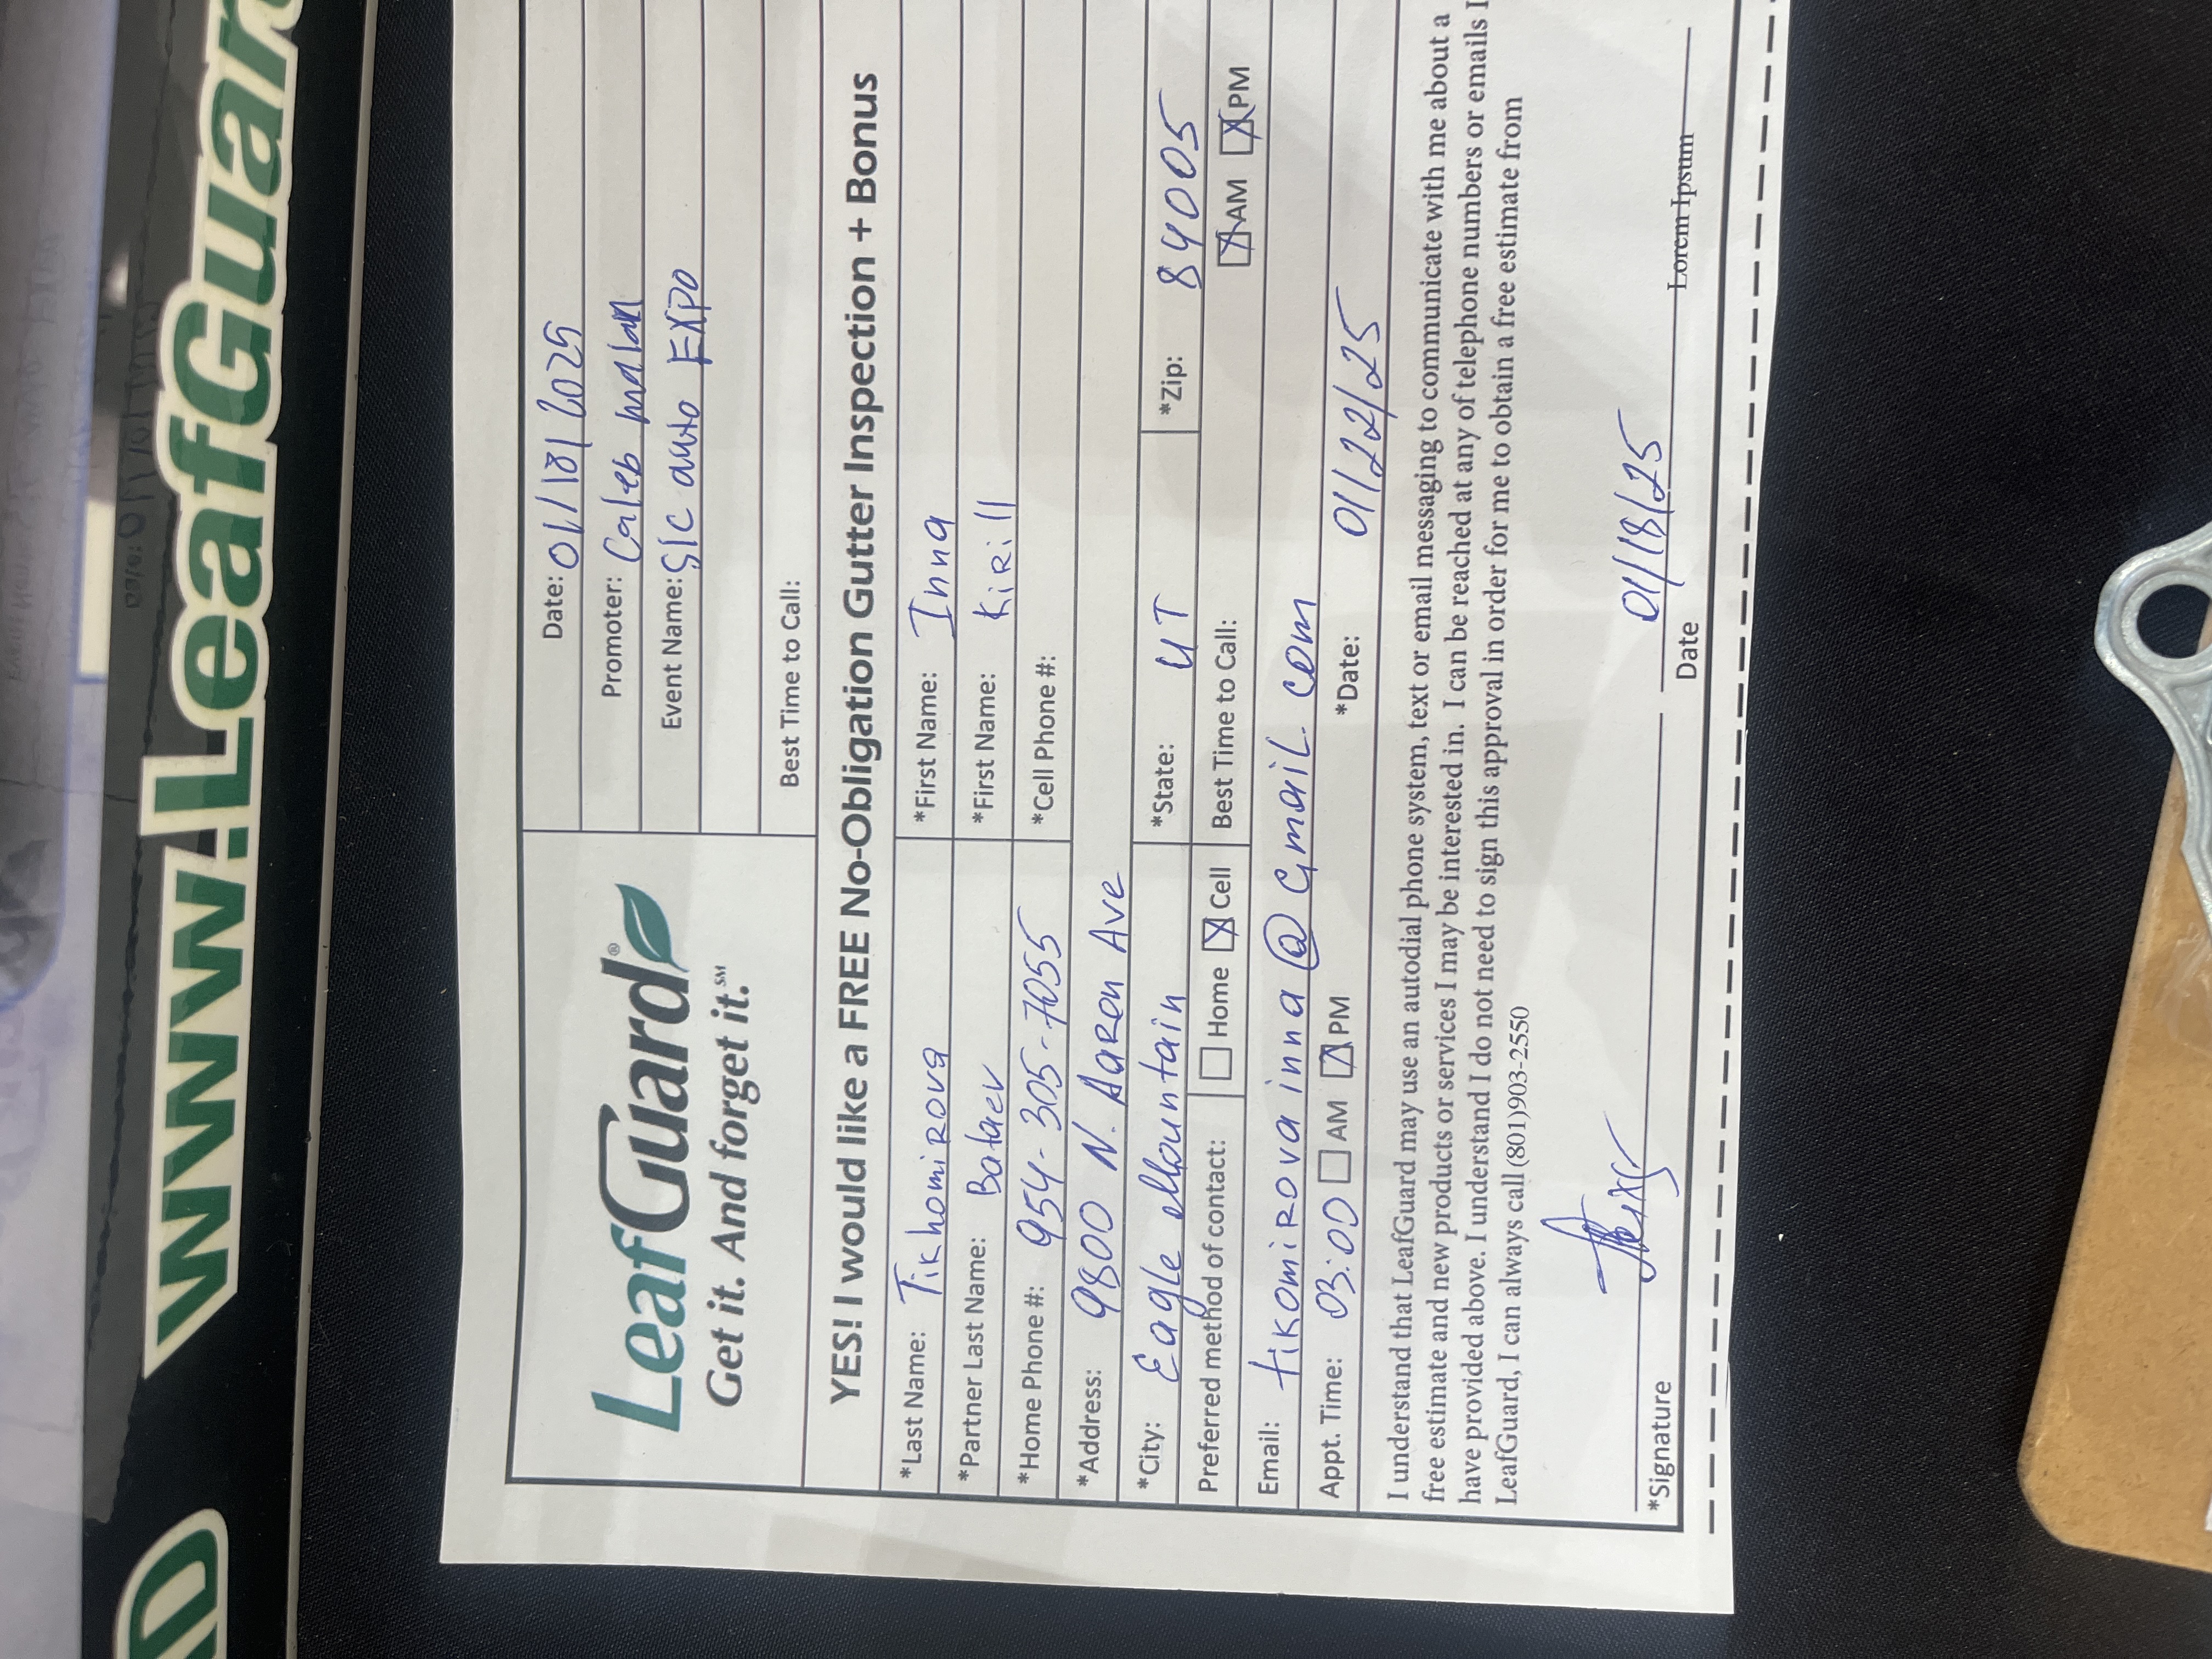 www.LeafGuar
Date: 01/18/2025
Promoter: Caleb malan
Event Name: SlC auto EXPO
LeafGuard®
Get it. And forget it.℠
Best Time to Call:
YES! I would like a FREE No-Obligation Gutter Inspection + Bonus
*Last Name: Tikhomirova *First Name: Inna
*Partner Last Name: Bataev *First Name: Kirill
*Home Phone #: 954-305-7055 *Cell Phone #:
*Address: 9800 N. Aaron Ave
*City: Eagle Mountain *State: UT *Zip: 84005
Preferred method of contact: Home Cell Best Time to Call: AM PM
Email: tikomirovainna@Gmail.com
Appt. Time: 03:00 AM PM *Date: 01/22/25
I understand that LeafGuard may use an autodial phone system, text or email messaging to communicate with me about a
free estimate and new products or services I may be interested in. I can be reached at any of telephone numbers or emails I
have provided above. I understand I do not need to sign this approval in order for me to obtain a free estimate from
LeafGuard, I can always call (801)903-2550
01/18/25
*Signature Date Lorem Ipsum